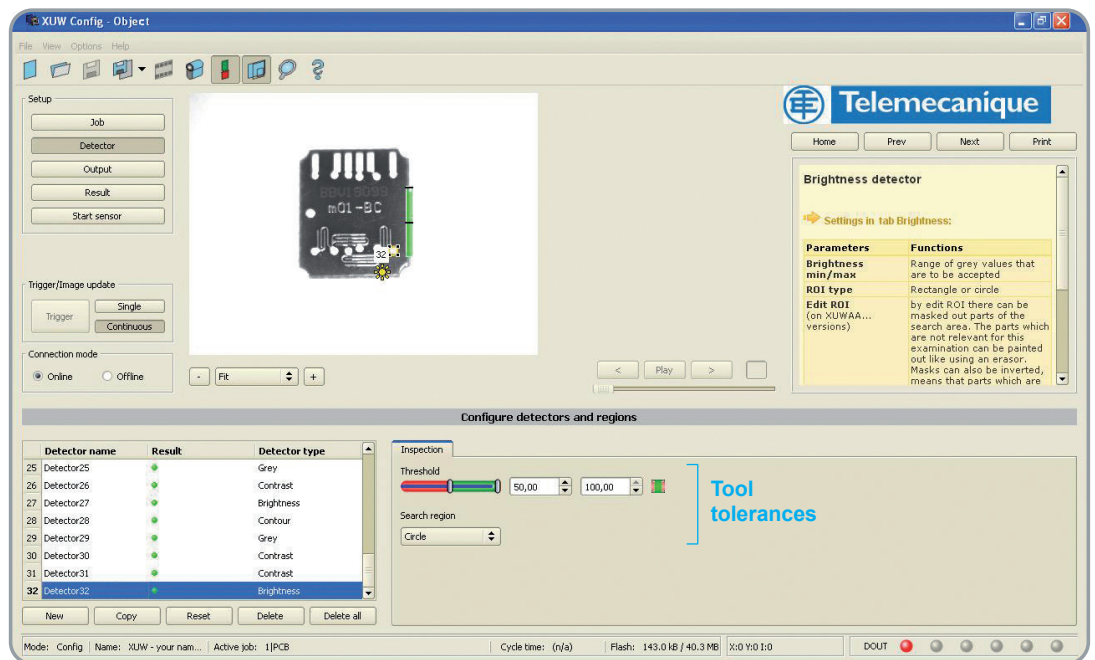 XUW Config - Object
File View Options Help
Setup
Job
Detector
Output
Result
Start sensor
Trigger/Image update
Trigger
Single
Continuous
Connection mode
Online Offline
BBV18099
m01-BC
32
- Fit +
< Play >
Telemecanique
Home Prev Next Print
Brightness detector
Settings in tab Brightness:
Parameters Functions
Brightness min/max
Range of grey values that
are to be accepted
ROI type Rectangle or circle
Edit ROI
(on XUWAA...
versions)
by edit ROI there can be
masked out parts of the
search area. The parts which
are not relevant for this
examination can be painted
out like using an erasor.
Masks can also be inverted,
means that parts which are
Configure detectors and regions
Detector name Result Detector type
25 Detector25 Grey
26 Detector26 Contrast
27 Detector27 Brightness
28 Detector28 Contour
29 Detector29 Grey
30 Detector30 Contrast
31 Detector31 Contrast
32 Detector32 Brightness
New Copy Reset Delete Delete all
Inspection
Threshold
50,00 100,00
Search region
Circle
Tool
tolerances
Mode: Config Name: XUW - your nam... Active job: 1|PCB Cycle time: (n/a) Flash: 143.0 kB / 40.3 MB X:0 Y:0 I:0 DOUT